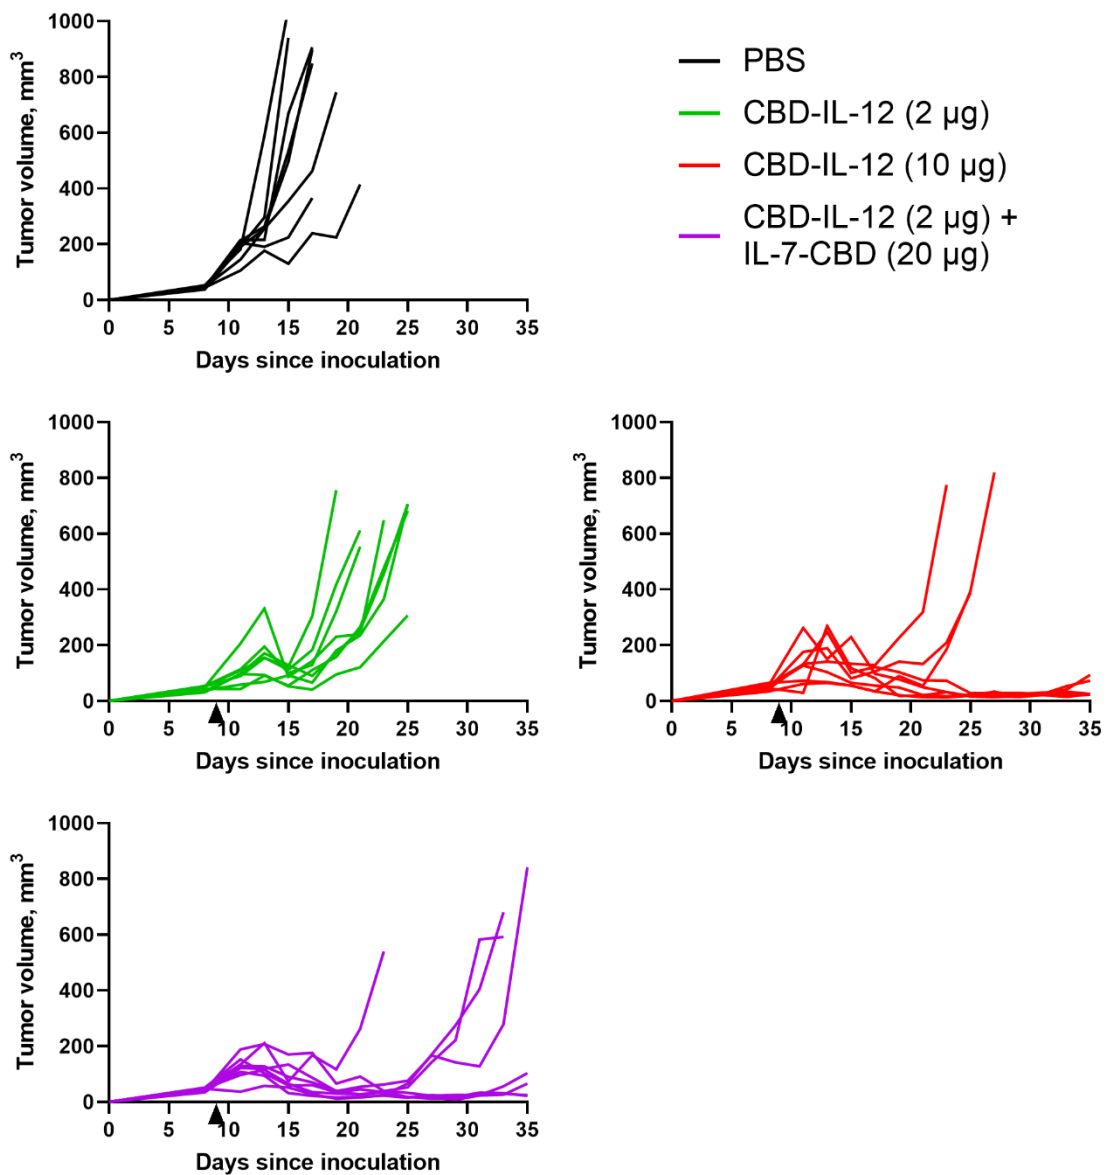 1000
800
600
400
200
0
Tumor volume, mm³
0 5 10 15 20 25 30 35
Days since inoculation
PBS
CBD-IL-12 (2 µg)
CBD-IL-12 (10 µg)
CBD-IL-12 (2 µg) +
IL-7-CBD (20 µg)
1000
800
600
400
200
0
Tumor volume, mm³
0 5 10 15 20 25 30 35
Days since inoculation
1000
800
600
400
200
0
Tumor volume, mm³
0 5 10 15 20 25 30 35
Days since inoculation
1000
800
600
400
200
0
Tumor volume, mm³
0 5 10 15 20 25 30 35
Days since inoculation